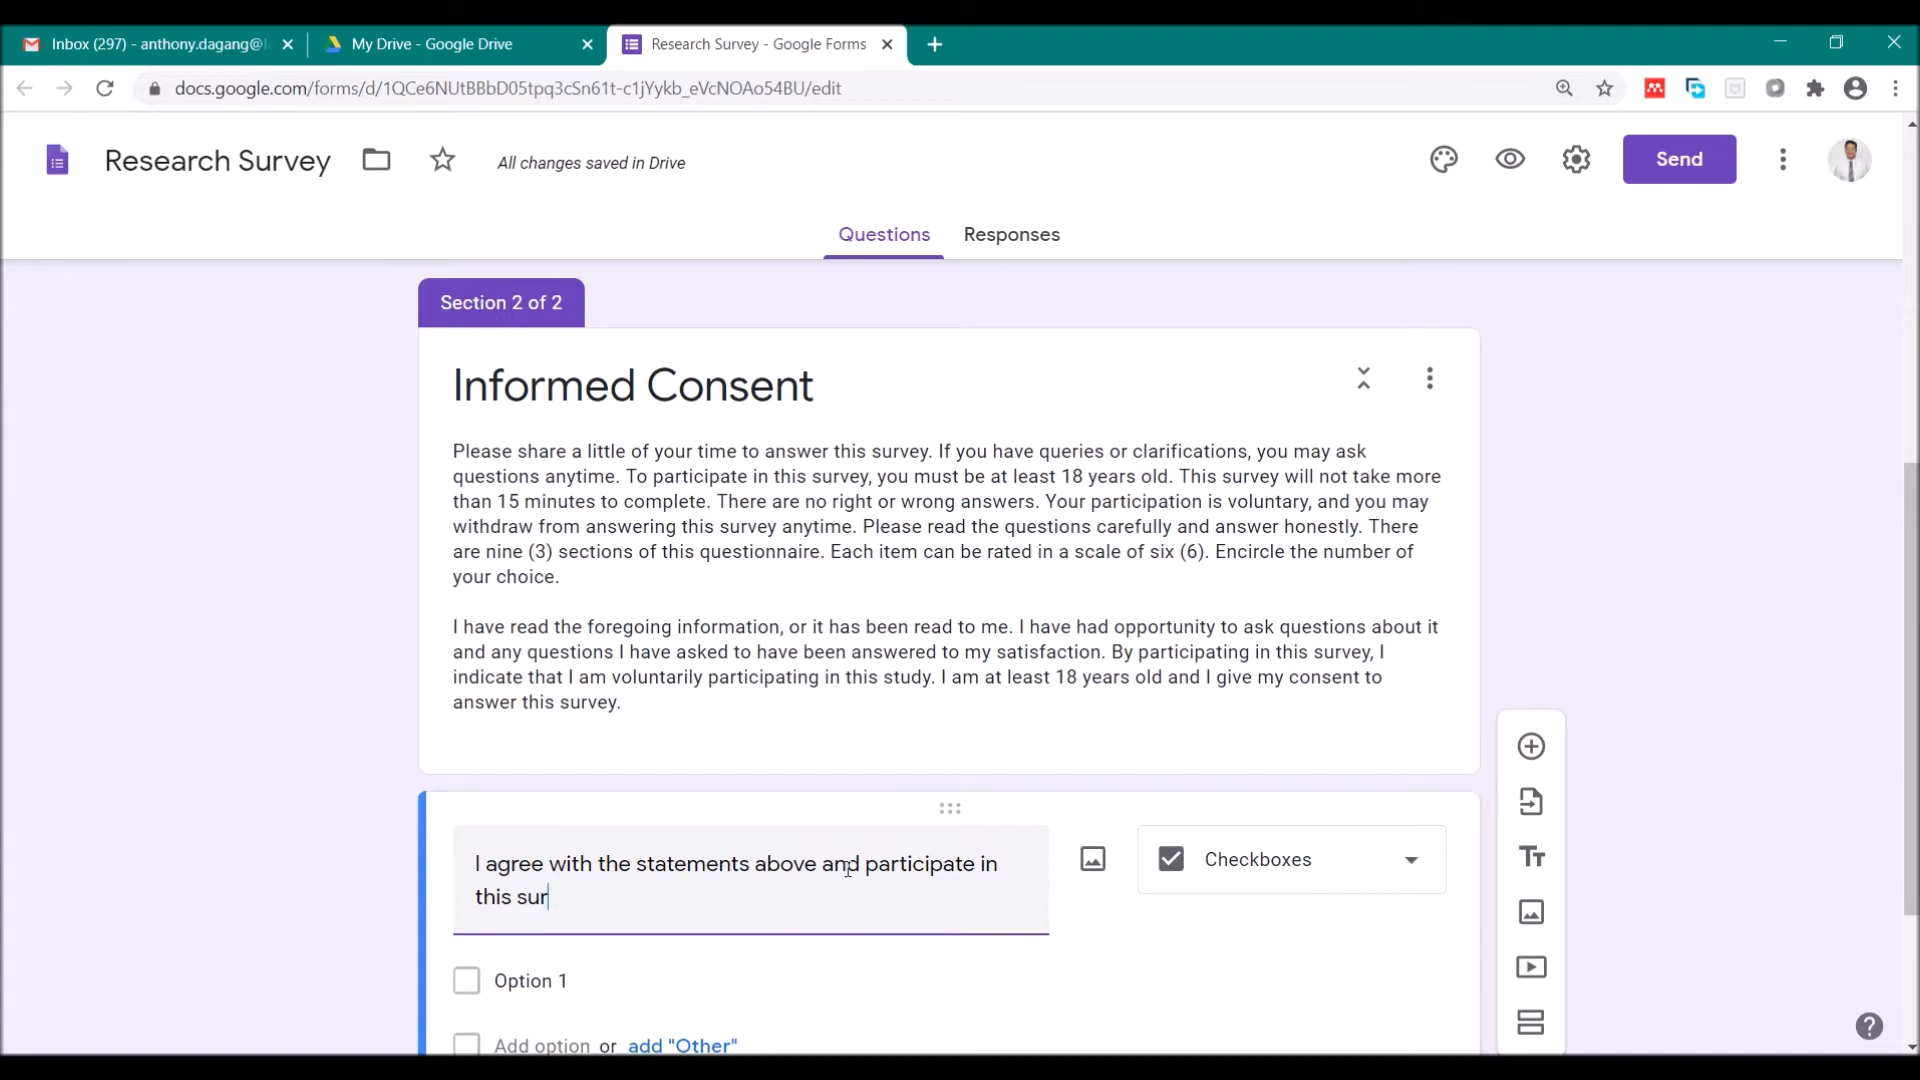 Inbox (297) - anthony.dagang@
My Drive - Google Drive
Research Survey - Google Forms
docs.google.com/forms/d/1QCe6NUtBBbD05tpq3cSn61t-c1jYykb_eVcNOAo54BU/edit
Research Survey
All changes saved in Drive
Send
Questions
Responses
Section 2 of 2
Informed Consent
Please share a little of your time to answer this survey. If you have queries or clarifications, you may ask
questions anytime. To participate in this survey, you must be at least 18 years old. This survey will not take more
than 15 minutes to complete. There are no right or wrong answers. Your participation is voluntary, and you may
withdraw from answering this survey anytime. Please read the questions carefully and answer honestly. There
are nine (3) sections of this questionnaire. Each item can be rated in a scale of six (6). Encircle the number of
your choice.
I have read the foregoing information, or it has been read to me. I have had opportunity to ask questions about it
and any questions I have asked to have been answered to my satisfaction. By participating in this survey, I
indicate that I am voluntarily participating in this study. I am at least 18 years old and I give my consent to
answer this survey.
I agree with the statements above and participate in
this sur
Checkboxes
Option 1
Add option or add "Other"